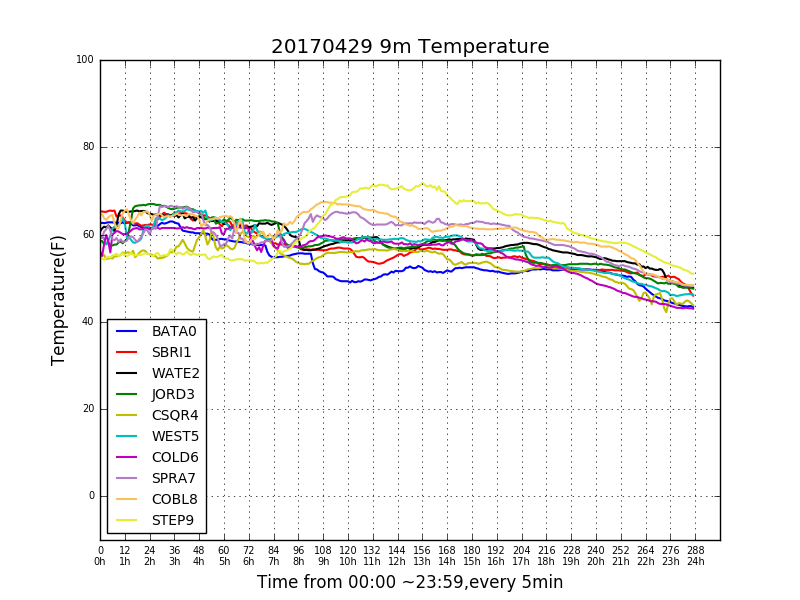 20170429 9m Temperature
Temperature(F)
100
80
60
40
20
0
BATA0
SBRI1
WATE2
JORD3
CSQR4
WEST5
COLD6
SPRA7
COBL8
STEP9
0 12 24 36 48 60 72 84 96 108 120 132 144 156 168 180 192 204 216 228 240 252 264 276 288
0h 1h 2h 3h 4h 5h 6h 7h 8h 9h 10h 11h 12h 13h 14h 15h 16h 17h 18h 19h 20h 21h 22h 23h 24h
Time from 00:00 ~23:59,every 5min